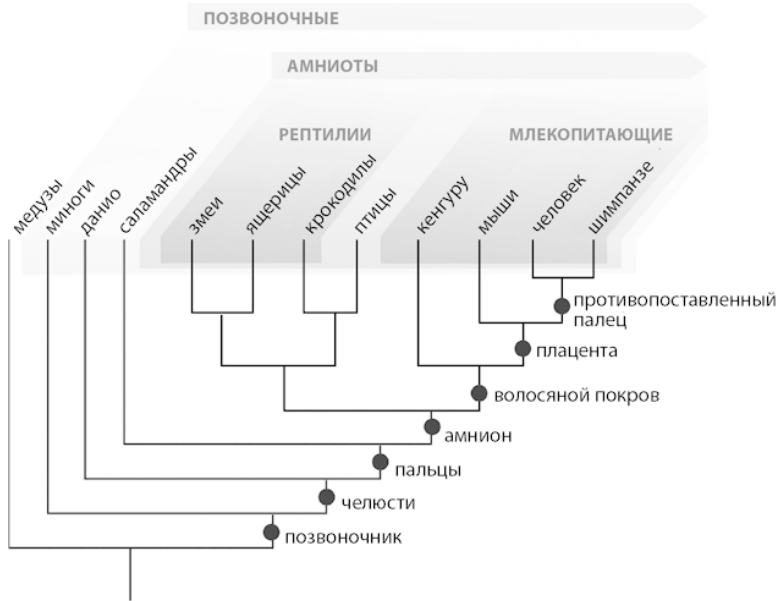 ПОЗВОНОЧНЫЕ
АМНИОТЫ
РЕПТИЛИИ
МЛЕКОПИТАЮЩИЕ
медузы
миноги
данио
саламандры
змеи
ящерицы
крокодилы
птицы
кенгуру
мыши
человек
шимпанзе
противопоставленный
палец
плацента
волосяной покров
амнион
пальцы
челюсти
позвоночник